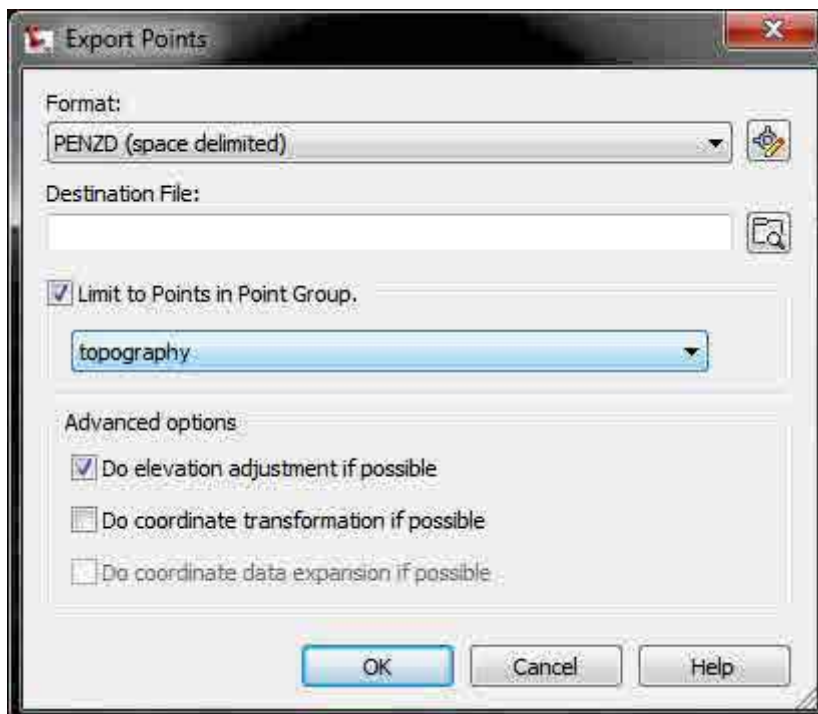 Export Points
Format:
PENZD (space delimited)
Destination File:
Limit to Points in Point Group.
topography
Advanced options
Do elevation adjustment if possible
Do coordinate transformation if possible
Do coordinate data expansion if possible
OK Cancel Help